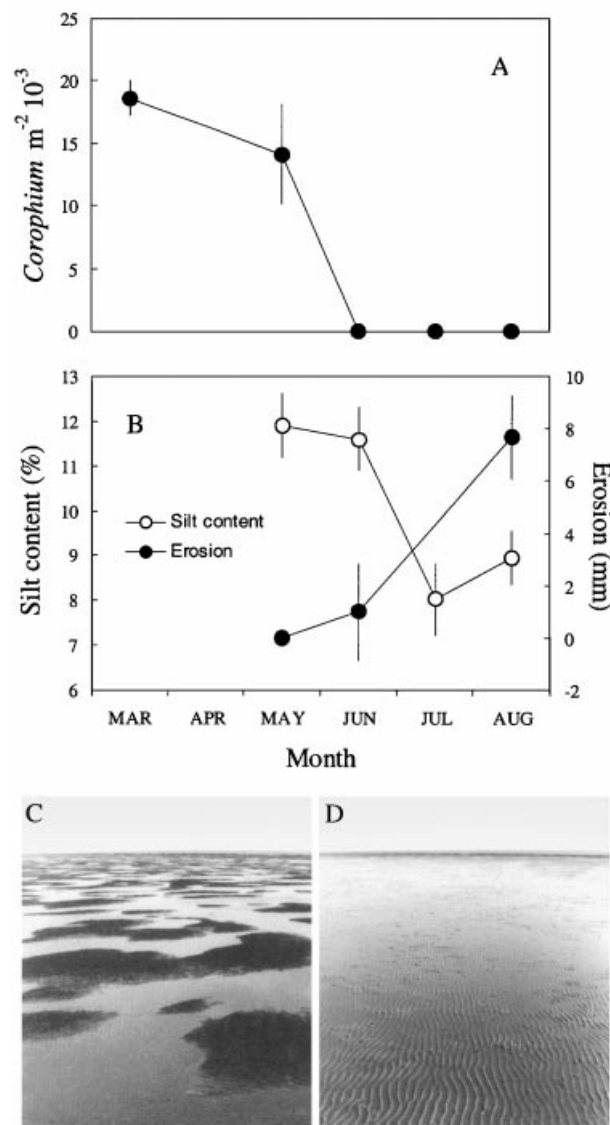 A
Corophium m⁻² 10⁻³
25
20
15
10
5
0
B
Silt content (%)
13
12
11
10
9
8
7
6
Silt content
Erosion
10
8
6
4
2
0
-2
Erosion (mm)
MAR APR MAY JUN JUL AUG
Month
C
D